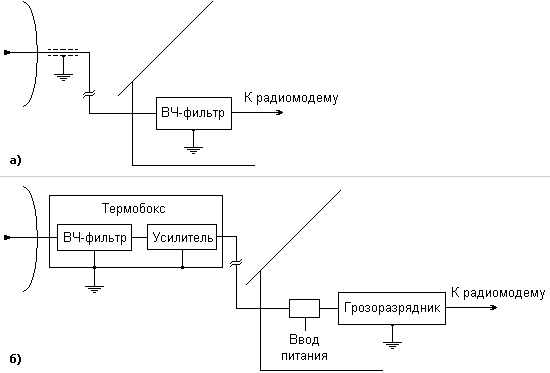 К радиомодему
ВЧ-фильтр
а)
Термобокс
ВЧ-фильтр
Усилитель
К радиомодему
Грозоразрядник
Ввод
питания
б)